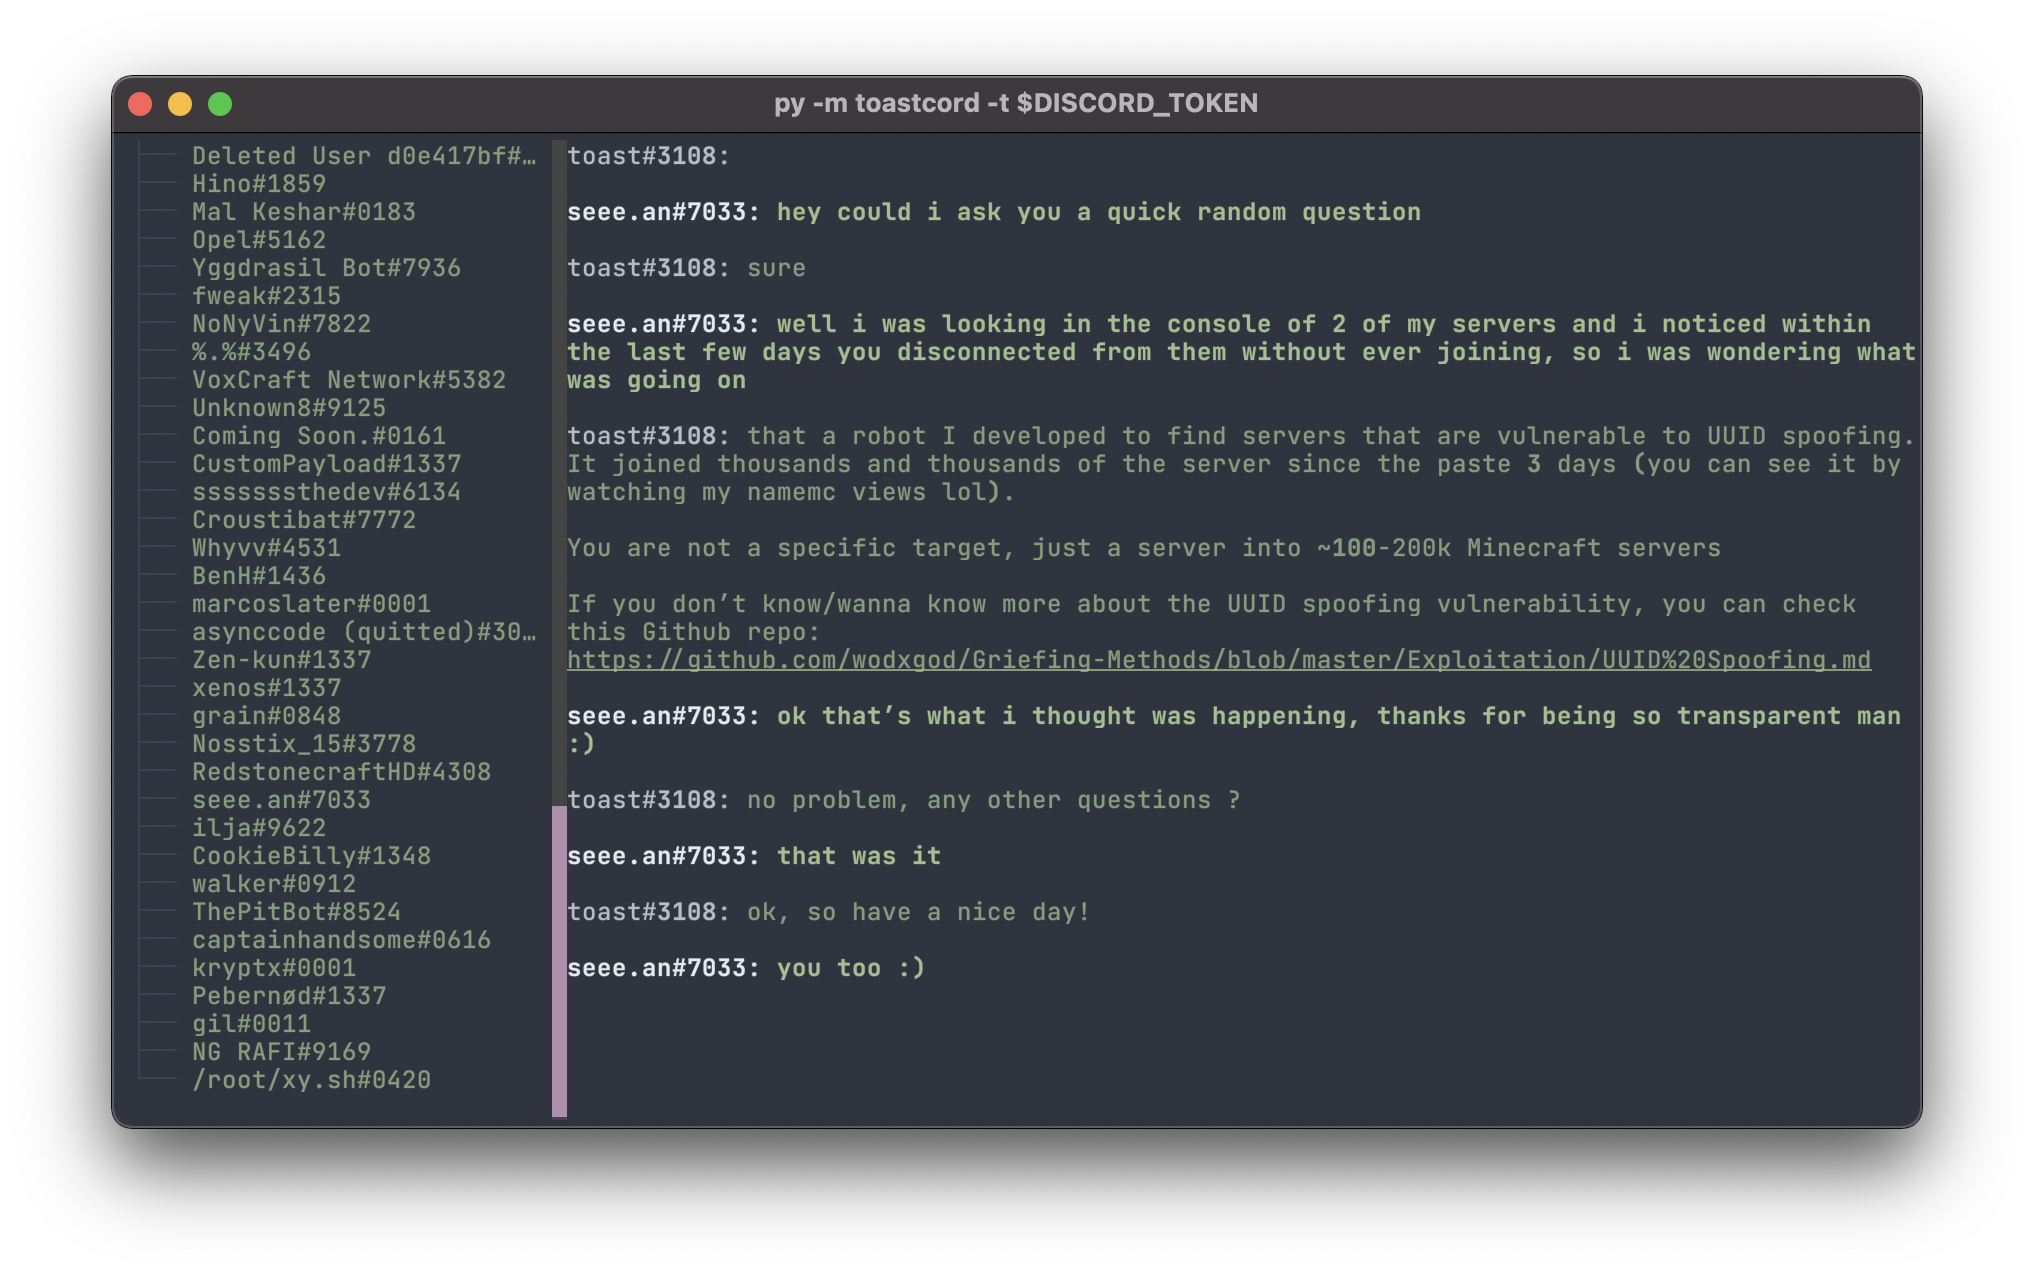 py -m toastcord -t $DISCORD_TOKEN
Deleted User d0e417bf#…
Hino#1859
Mal Keshar#0183
Opel#5162
Yggdrasil Bot#7936
fweak#2315
NoNyVin#7822
%.%#3496
VoxCraft Network#5382
Unknown8#9125
Coming Soon.#0161
CustomPayload#1337
ssssssssthedev#6134
Croustibat#7772
Whyvv#4531
BenH#1436
marcoslater#0001
asynccode (quitted)#30…
Zen-kun#1337
xenos#1337
grain#0848
Nosstix_15#3778
RedstonecraftHD#4308
seee.an#7033
ilja#9622
CookieBilly#1348
walker#0912
ThePitBot#8524
captainhandsome#0616
kryptx#0001
Pebernød#1337
gil#0011
NG RAFI#9169
/root/xy.sh#0420
toast#3108:
seee.an#7033: hey could i ask you a quick random question
toast#3108: sure
seee.an#7033: well i was looking in the console of 2 of my servers and i noticed within
the last few days you disconnected from them without ever joining, so i was wondering what
was going on
toast#3108: that a robot I developed to find servers that are vulnerable to UUID spoofing.
It joined thousands and thousands of the server since the paste 3 days (you can see it by
watching my namemc views lol).
You are not a specific target, just a server into ~100-200k Minecraft servers
If you don’t know/wanna know more about the UUID spoofing vulnerability, you can check
this Github repo:
https://github.com/wodxgod/Griefing-Methods/blob/master/Exploitation/UUID%20Spoofing.md
seee.an#7033: ok that’s what i thought was happening, thanks for being so transparent man
:)
toast#3108: no problem, any other questions ?
seee.an#7033: that was it
toast#3108: ok, so have a nice day!
seee.an#7033: you too :)